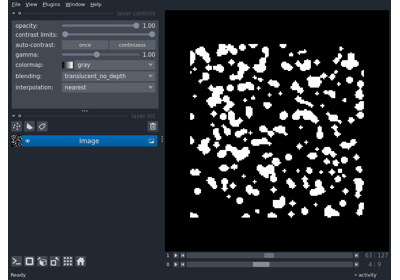 File View Plugins Window Help
layer controls
opacity: 1.00
contrast limits:
auto-contrast: once continuous
gamma: 1.00
colormap: gray
blending: translucent_no_depth
interpolation: nearest
layer list
Image
1 63 127
0 4 9
Ready activity